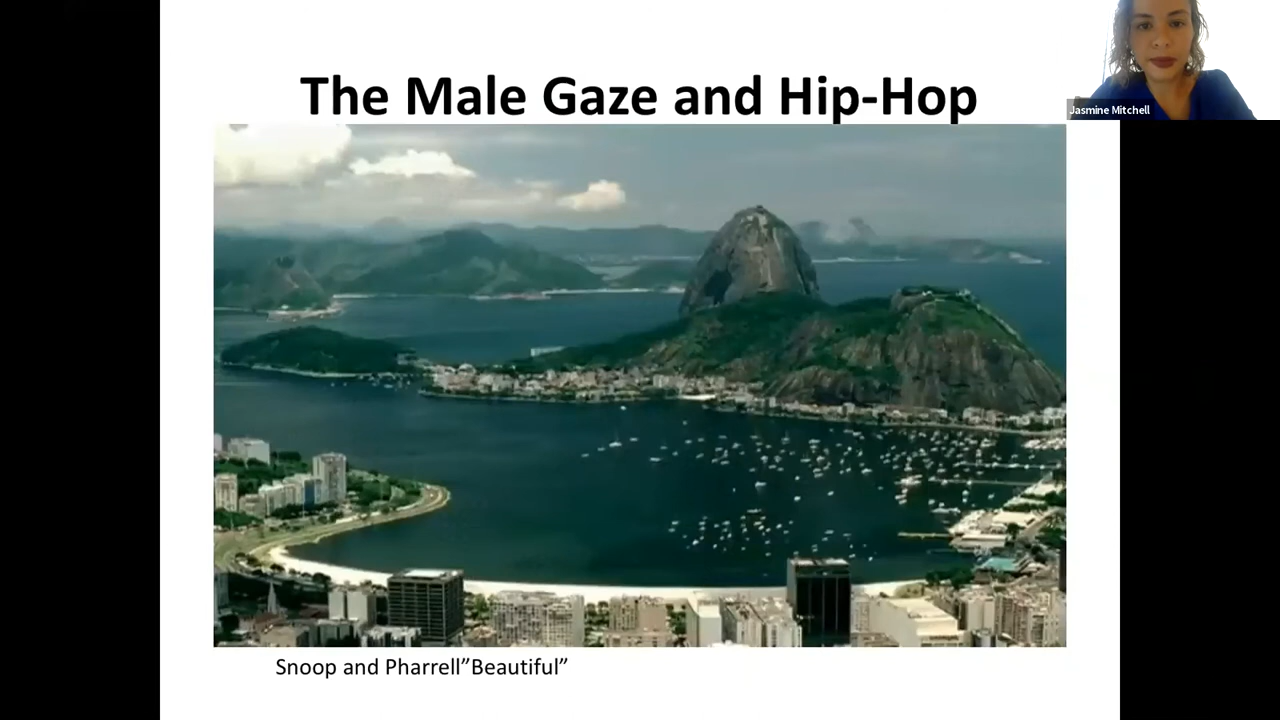 The Male Gaze and Hip-Hop
Jasmine Mitchell
Snoop and Pharrell”Beautiful”